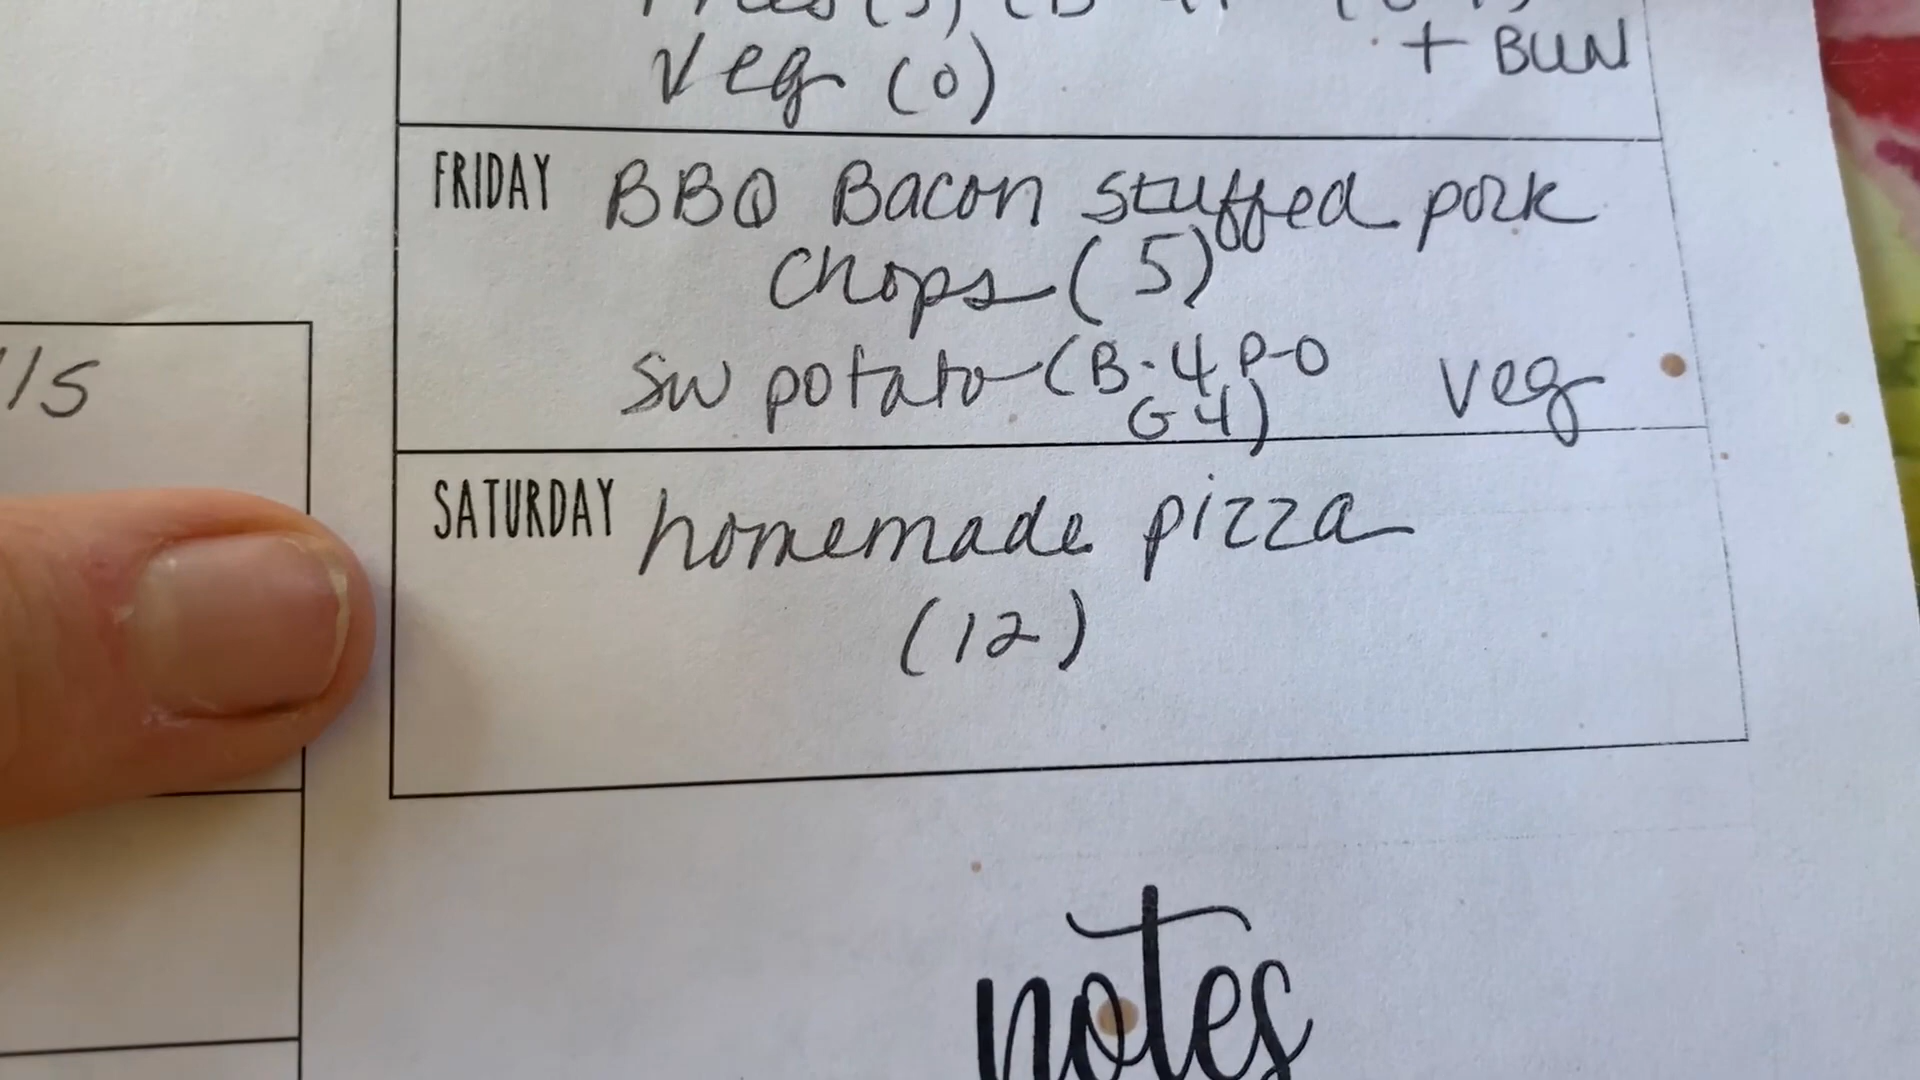 Veg (0)
+ BUN
FRIDAY BBQ Bacon stuffed pork
chops (5)
SW potato (B-4 P-0
G 4)
veg
/15
SATURDAY homemade pizza
(12)
notes